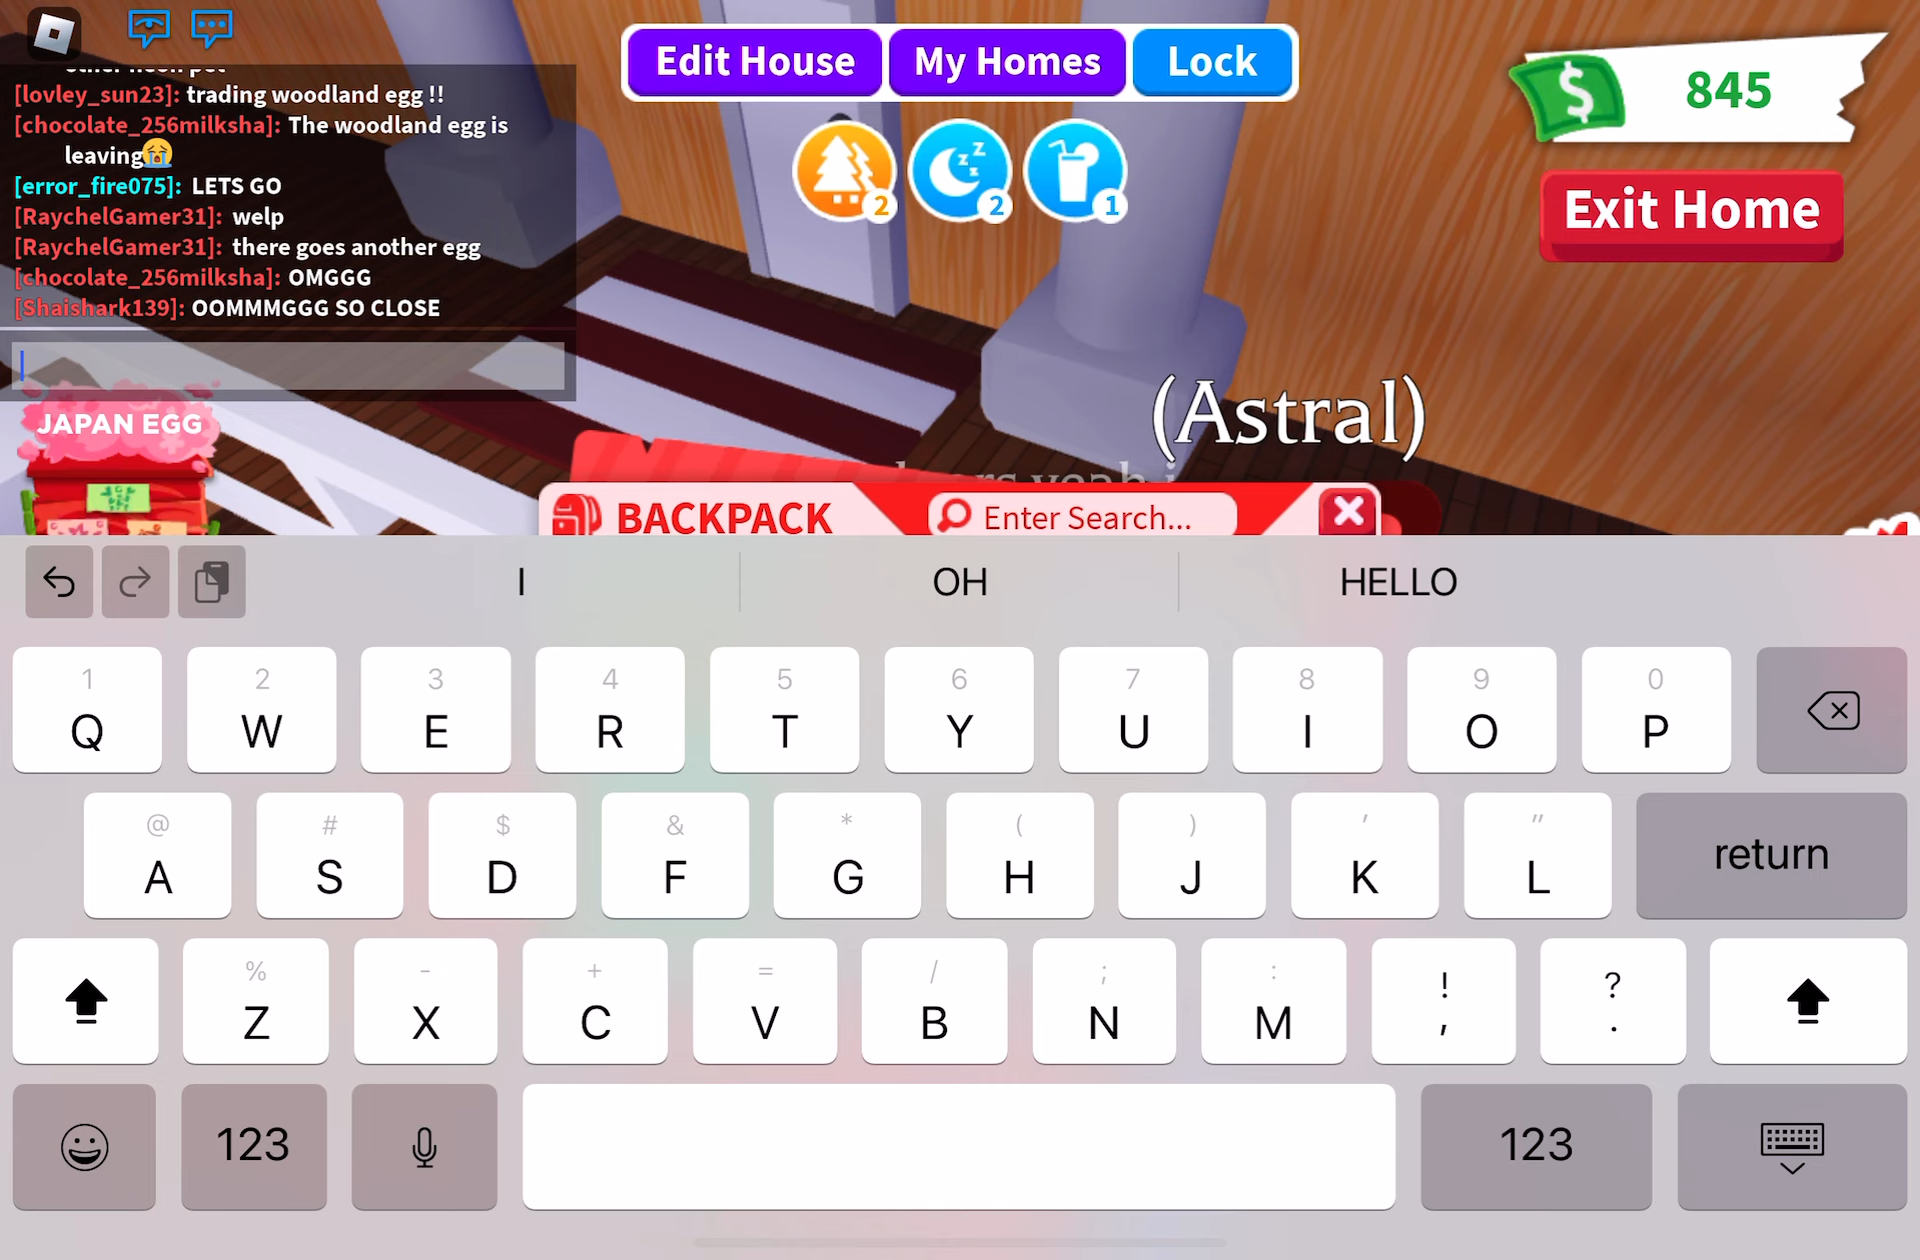 [lovley_sun23]: trading woodland egg !!
[chocolate_256milksha]: The woodland egg is
leaving😭
[error_fire075]: LETS GO
[RaychelGamer31]: welp
[RaychelGamer31]: there goes another egg
[chocolate_256milksha]: OMGGG
[Shaishark139]: OOMMMGGG SO CLOSE
Edit House My Homes Lock
2 2 1
845
Exit Home
JAPAN EGG
(Astral)
BACKPACK Enter Search...
I OH HELLO
1 2 3 4 5 6 7 8 9 0
Q W E R T Y U I O P
@ # $ & * ( ) ' "
A S D F G H J K L return
% - + = / ; : ! ?
Z X C V B N M , .
123 123